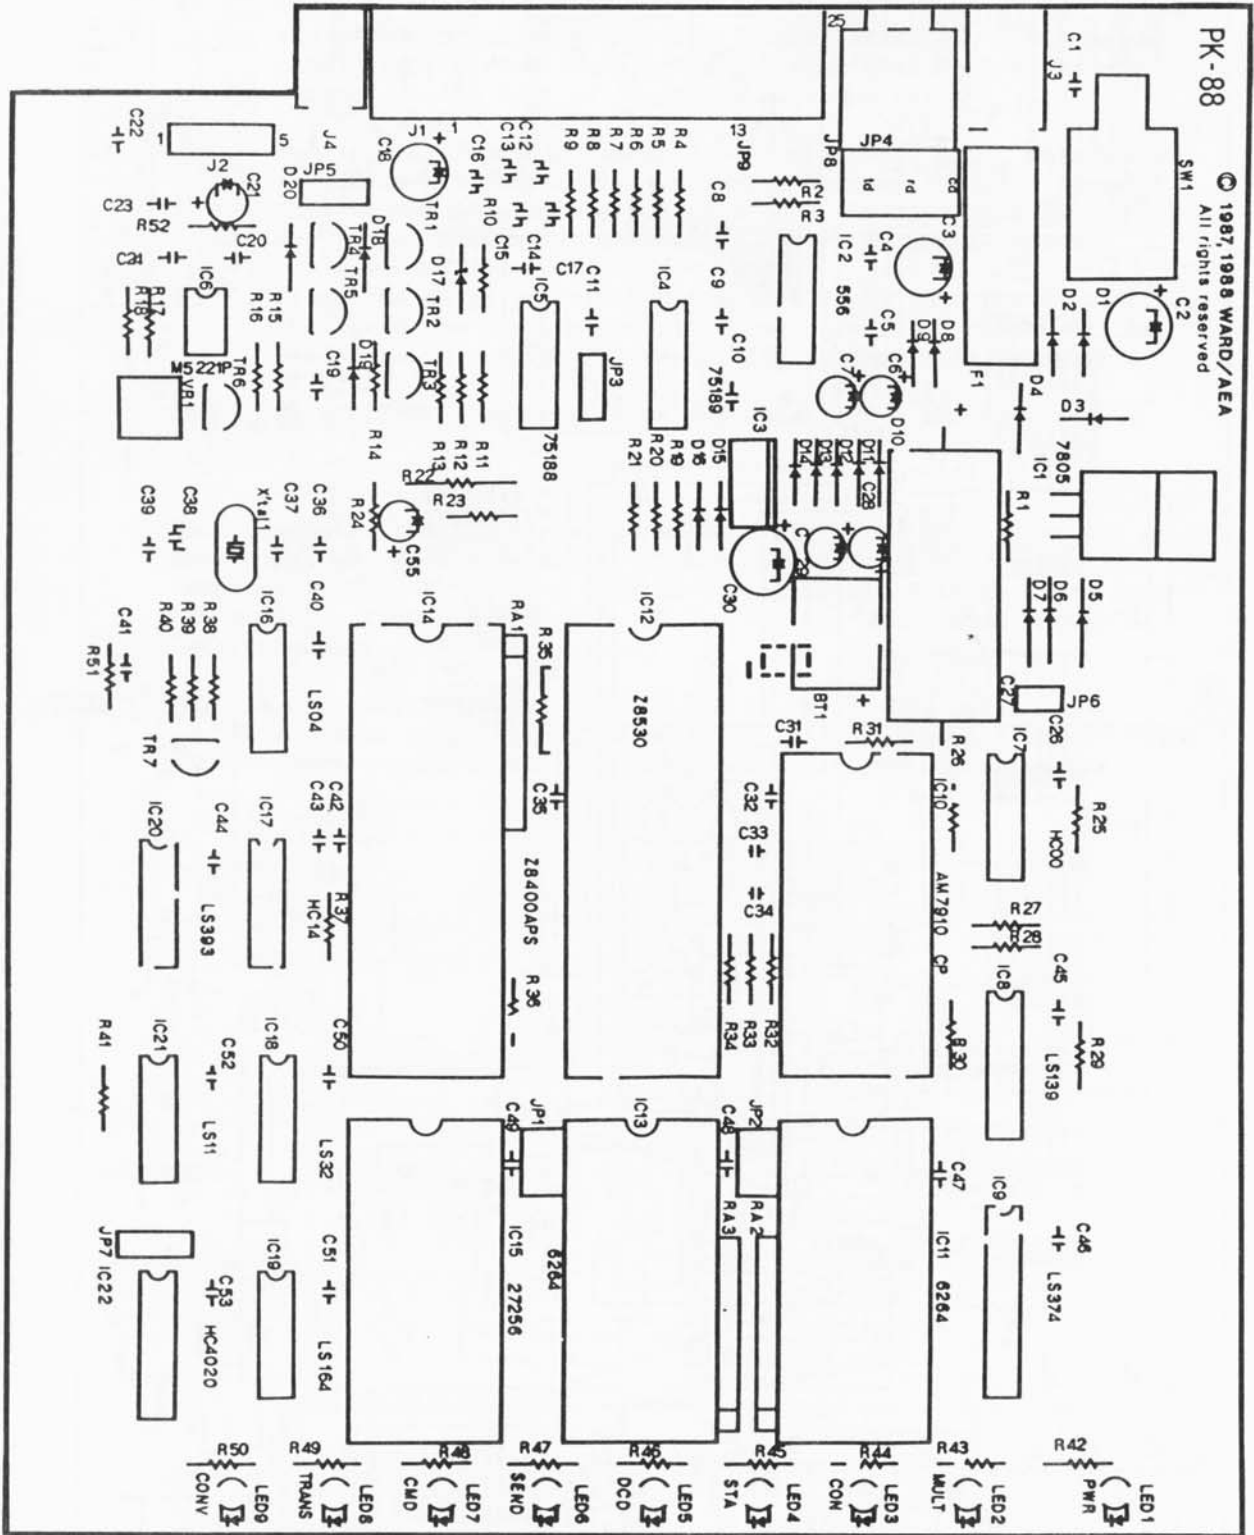 PK-88
© 1987, 1988 WARD/AEA
All rights reserved
C1
J3
SW1
C2
D1
D2
D3
D4
F1
7805
IC1
R1
D5
D6
D7
JP6
C27
C26
IC7
HC00
R25
R26
R27
R28
C45
IC8
LS139
R29
R30
C47
IC9
C46
LS374
25
JP4
JP8
13
JP9
R2
R3
C3
C4
IC2
556
C5
C6
C7
D8
D9
D10
D11
D12
D13
D14
C28
C8
C9
C10
75189
IC3
D15
D16
R19
R20
R21
C30
BT1
C31
R31
IC10
AM7910
CP
C32
C33
C34
R32
R33
R34
R4
R5
R6
R7
R8
R9
IC4
C11
JP3
C17
IC5
75188
C12
C13
C14
C15
C16
R10
1
J1
C18
TR1
D17
TR2
TR3
R11
R12
R13
R14
R22
R23
R24
C55
J4
JP5
D18
TR4
TR5
D19
C19
D20
1
5
J2
C21
C22
C23
R52
C20
IC6
M5221P
R15
R16
R17
R18
TR6
VR1
C36
C37
X'tal1
C38
C39
C40
IC16
LS04
R38
R39
R40
C41
R51
TR7
IC14
Z8400APS
RA1
R35
C35
R36
IC12
Z8530
C42
C43
IC17
R37
HC14
C44
IC20
LS393
C50
IC18
LS32
C52
IC21
LS11
R41
JP7
IC22
C53
HC4020
IC19
C51
LS164
C49
JP1
IC15
27256
IC13
6264
C48
JP2
RA3
RA2
IC11
6264
R42
PWR
LED1
R43
MULT
LED2
R44
CON
LED3
R45
STA
LED4
R46
DCD
LED5
R47
SEND
LED6
R48
CMD
LED7
R49
TRANS
LED8
R50
CONV
LED9